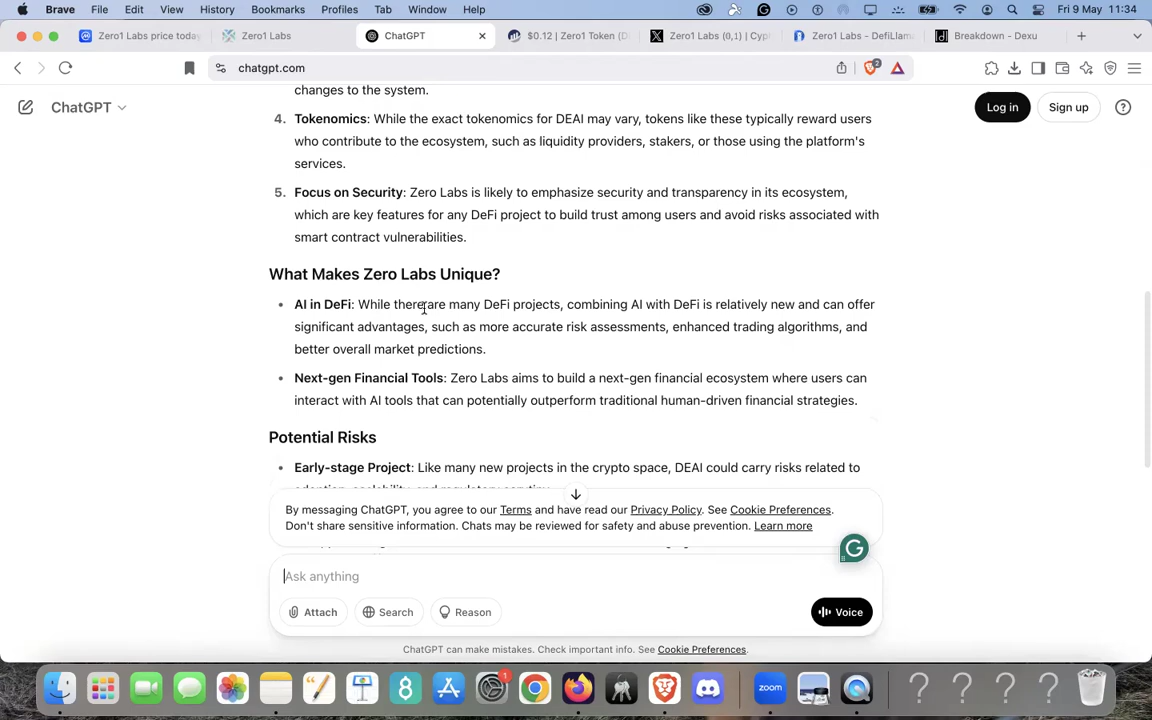 Brave File Edit View History Bookmarks Profiles Tab Window Help Fri 9 May 11:34
Zero1 Labs price today
Zero1 Labs
ChatGPT
$0.12 | Zero1 Token (D
Zero1 Labs (0,1) | Cyp
Zero1 Labs - DefiLlam
Breakdown - Dexu
chatgpt.com
2
ChatGPT
Log in
Sign up
changes to the system.
4. Tokenomics: While the exact tokenomics for DEAI may vary, tokens like these typically reward users
who contribute to the ecosystem, such as liquidity providers, stakers, or those using the platform's
services.
5. Focus on Security: Zero Labs is likely to emphasize security and transparency in its ecosystem,
which are key features for any DeFi project to build trust among users and avoid risks associated with
smart contract vulnerabilities.
What Makes Zero Labs Unique?
• AI in DeFi: While there are many DeFi projects, combining AI with DeFi is relatively new and can offer
significant advantages, such as more accurate risk assessments, enhanced trading algorithms, and
better overall market predictions.
• Next-gen Financial Tools: Zero Labs aims to build a next-gen financial ecosystem where users can
interact with AI tools that can potentially outperform traditional human-driven financial strategies.
Potential Risks
• Early-stage Project: Like many new projects in the crypto space, DEAI could carry risks related to
By messaging ChatGPT, you agree to our Terms and have read our Privacy Policy. See Cookie Preferences.
Don't share sensitive information. Chats may be reviewed for safety and abuse prevention. Learn more
Ask anything
Attach
Search
Reason
Voice
ChatGPT can make mistakes. Check important info. See Cookie Preferences.
8
1
zoom